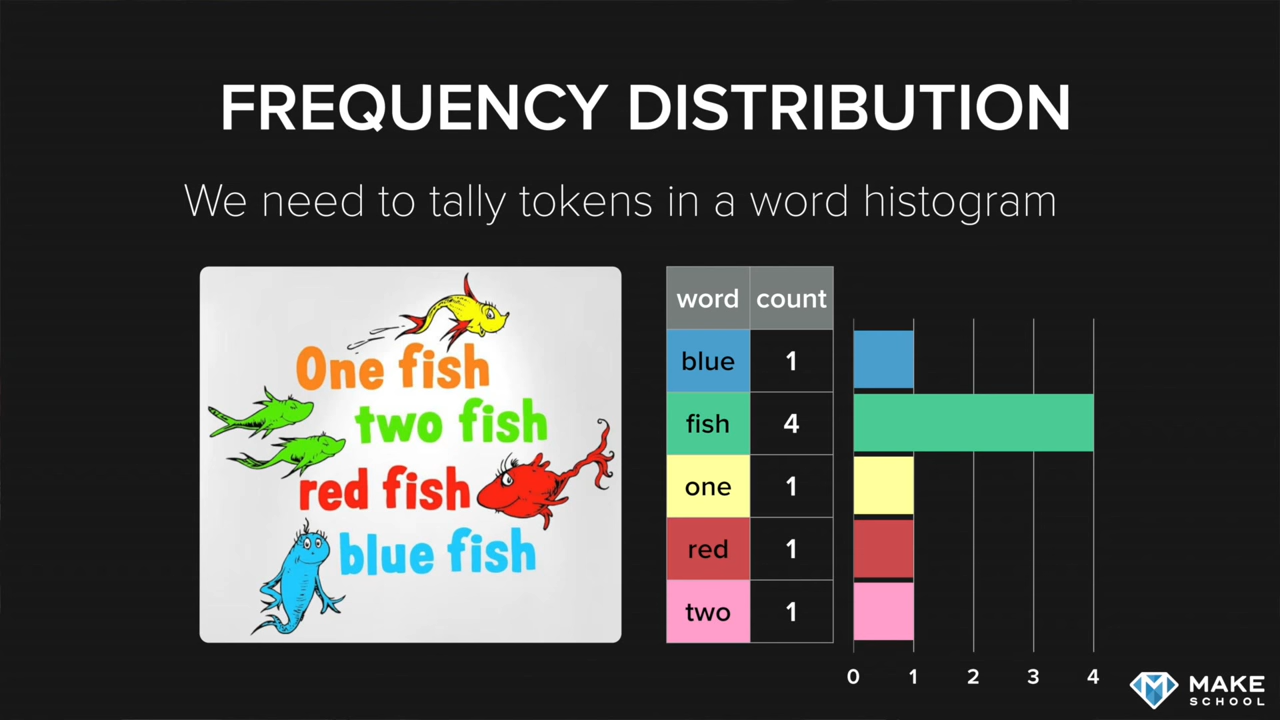 FREQUENCY DISTRIBUTION
We need to tally tokens in a word histogram
One fish
two fish
red fish
blue fish
word count
blue 1
fish 4
one 1
red 1
two 1
0 1 2 3 4
MAKE
SCHOOL